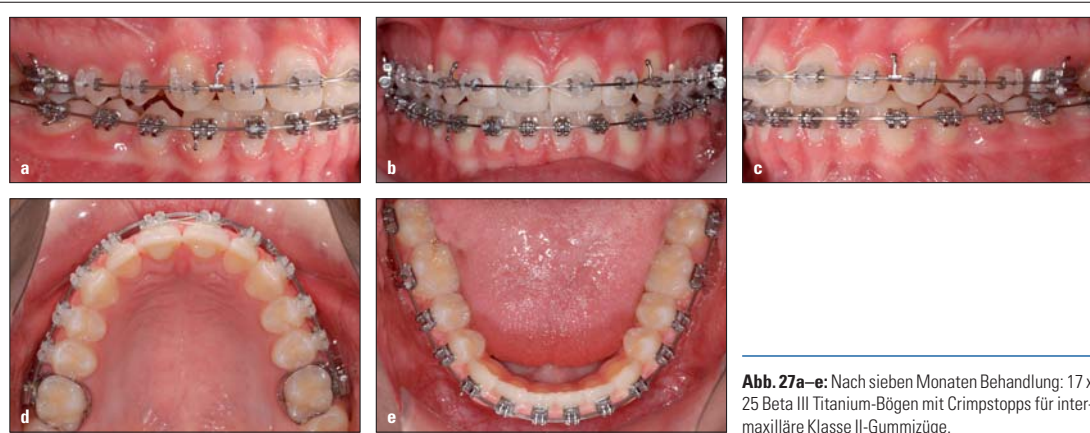 a
b
c
d
e
Abb. 27a–e: Nach sieben Monaten Behandlung: 17 x
25 Beta III Titanium-Bögen mit Crimpstopps für inter-
maxilläre Klasse II-Gummizüge.